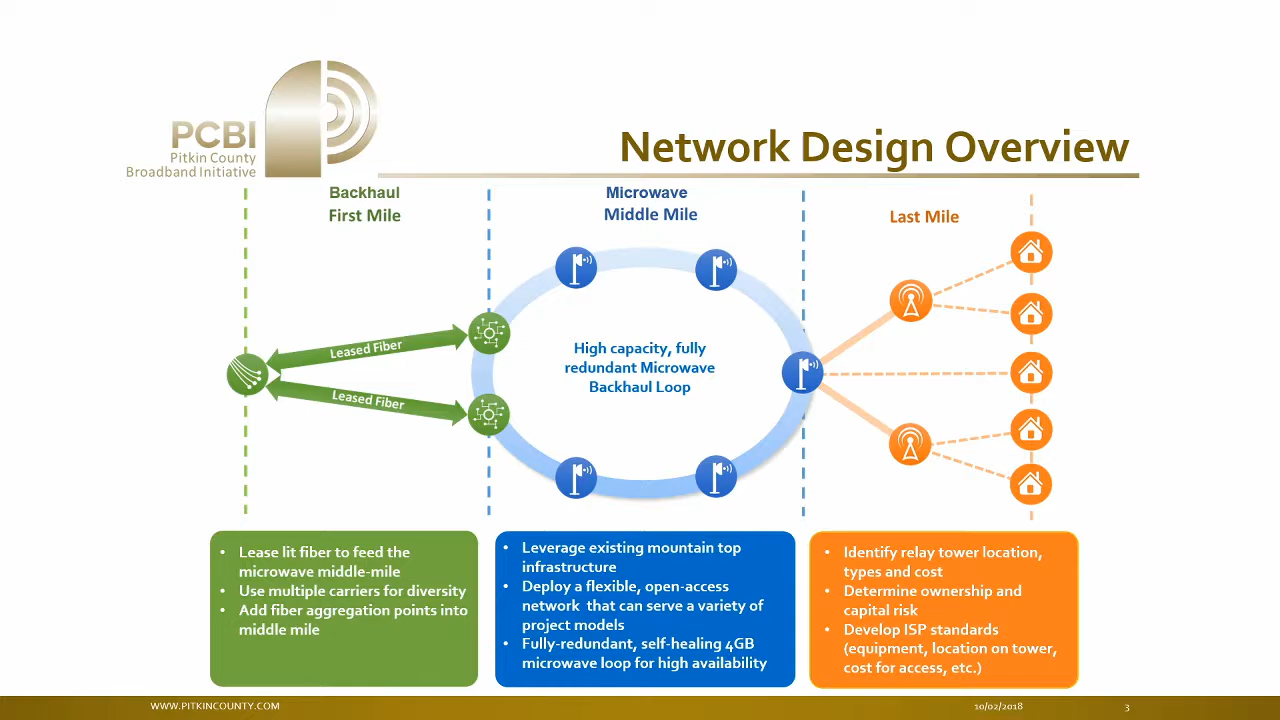 PCBI
Pitkin County
Broadband Initiative
Network Design Overview
Backhaul
First Mile
Microwave
Middle Mile
Last Mile
Leased Fiber
Leased Fiber
High capacity, fully
redundant Microwave
Backhaul Loop
• Lease lit fiber to feed the
microwave middle-mile
• Use multiple carriers for diversity
• Add fiber aggregation points into
middle mile
• Leverage existing mountain top
infrastructure
• Deploy a flexible, open-access
network that can serve a variety of
project models
• Fully-redundant, self-healing 4GB
microwave loop for high availability
• Identify relay tower location,
types and cost
• Determine ownership and
capital risk
• Develop ISP standards
(equipment, location on tower,
cost for access, etc.)
WWW.PITKINCOUNTY.COM
10/02/2018
3